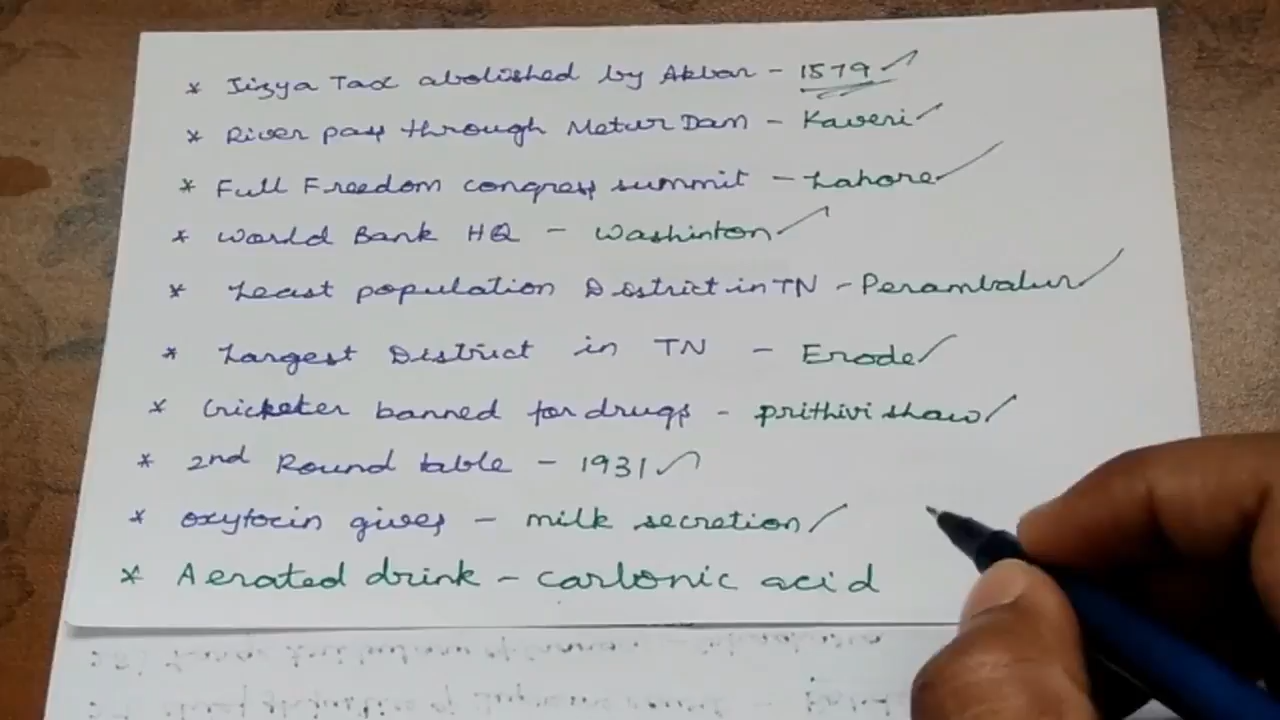 * Jizya Tax abolished by Akbar - 1579 ✓
* River pass through Metur Dam - Kaveri ✓
* Full Freedom congress summit - Lahore ✓
* World Bank HQ - Washinton ✓
* Least population District in TN - Perambalur ✓
* Largest District in TN - Erode ✓
* Cricketer banned for drugs - prithivi shaw ✓
* 2nd Round table - 1931 ✓
* oxytocin gives - milk secretion ✓
* Aerated drink - carbonic acid